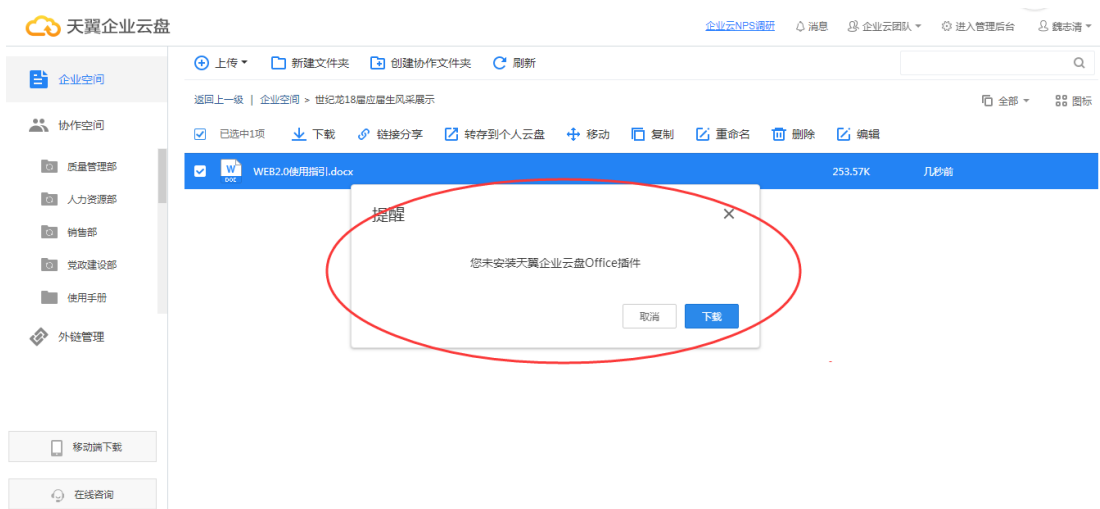 天翼企业云盘
企业云NPS调研 消息 企业云团队 进入管理后台 魏志清
上传 新建文件夹 创建协作文件夹 刷新
企业空间
返回上一级 | 企业空间 > 世纪龙18届应届生风采展示 全部 图标
协作空间
已选中1项 下载 链接分享 转存到个人云盘 移动 复制 重命名 删除 编辑
质量管理部
W DOC WEB2.0使用指引.docx 253.57K 几秒前
人力资源部
提醒
销售部
党政建设部
您未安装天翼企业云盘Office插件
使用手册
取消 下载
外链管理
移动端下载
在线咨询